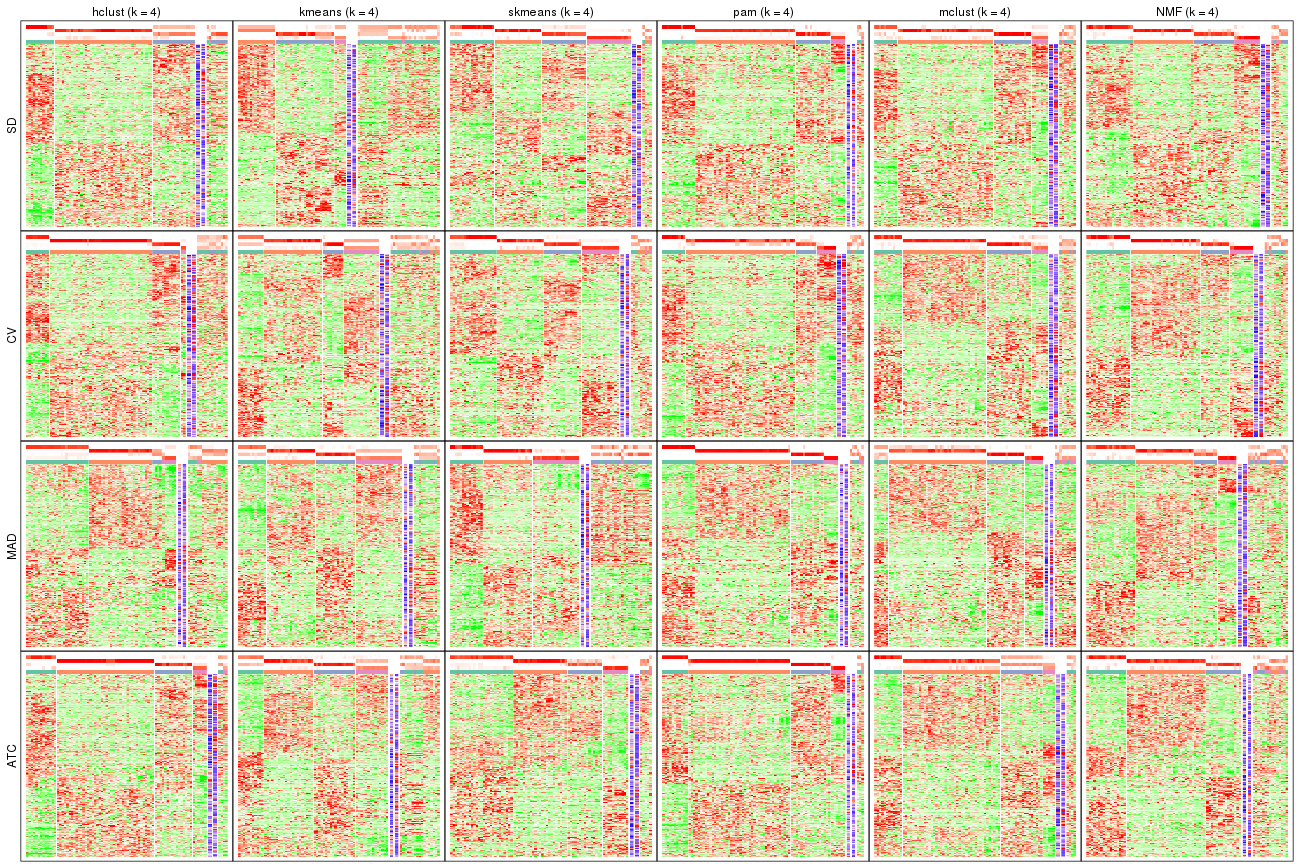 hclust (k = 4) kmeans (k = 4) skmeans (k = 4) pam (k = 4) mclust (k = 4) NMF (k = 4)
SD
CV
MAD
ATC